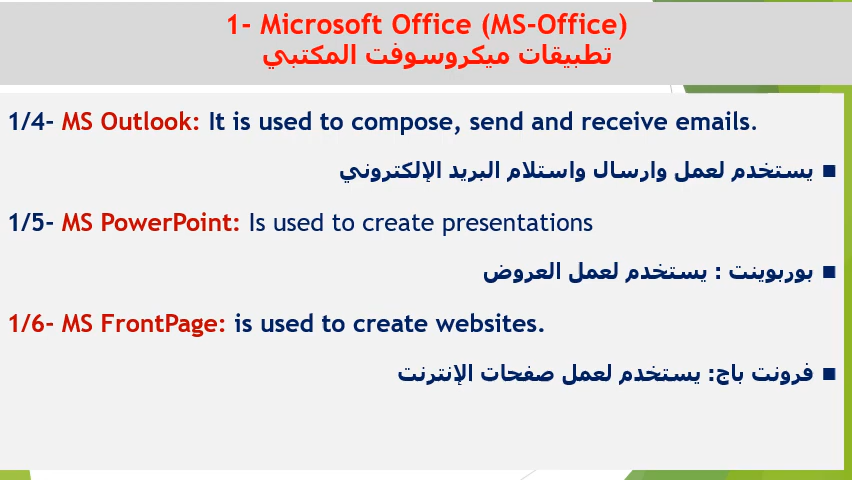 1- Microsoft Office (MS-Office)
تطبيقات ميكروسوفت المكتبي
1/4- MS Outlook: It is used to compose, send and receive emails.
▪ يستخدم لعمل وارسال واستلام البريد الإلكتروني
1/5- MS PowerPoint: Is used to create presentations
▪ بوربوينت : يستخدم لعمل العروض
1/6- MS FrontPage: is used to create websites.
▪ فرونت باج: يستخدم لعمل صفحات الإنترنت